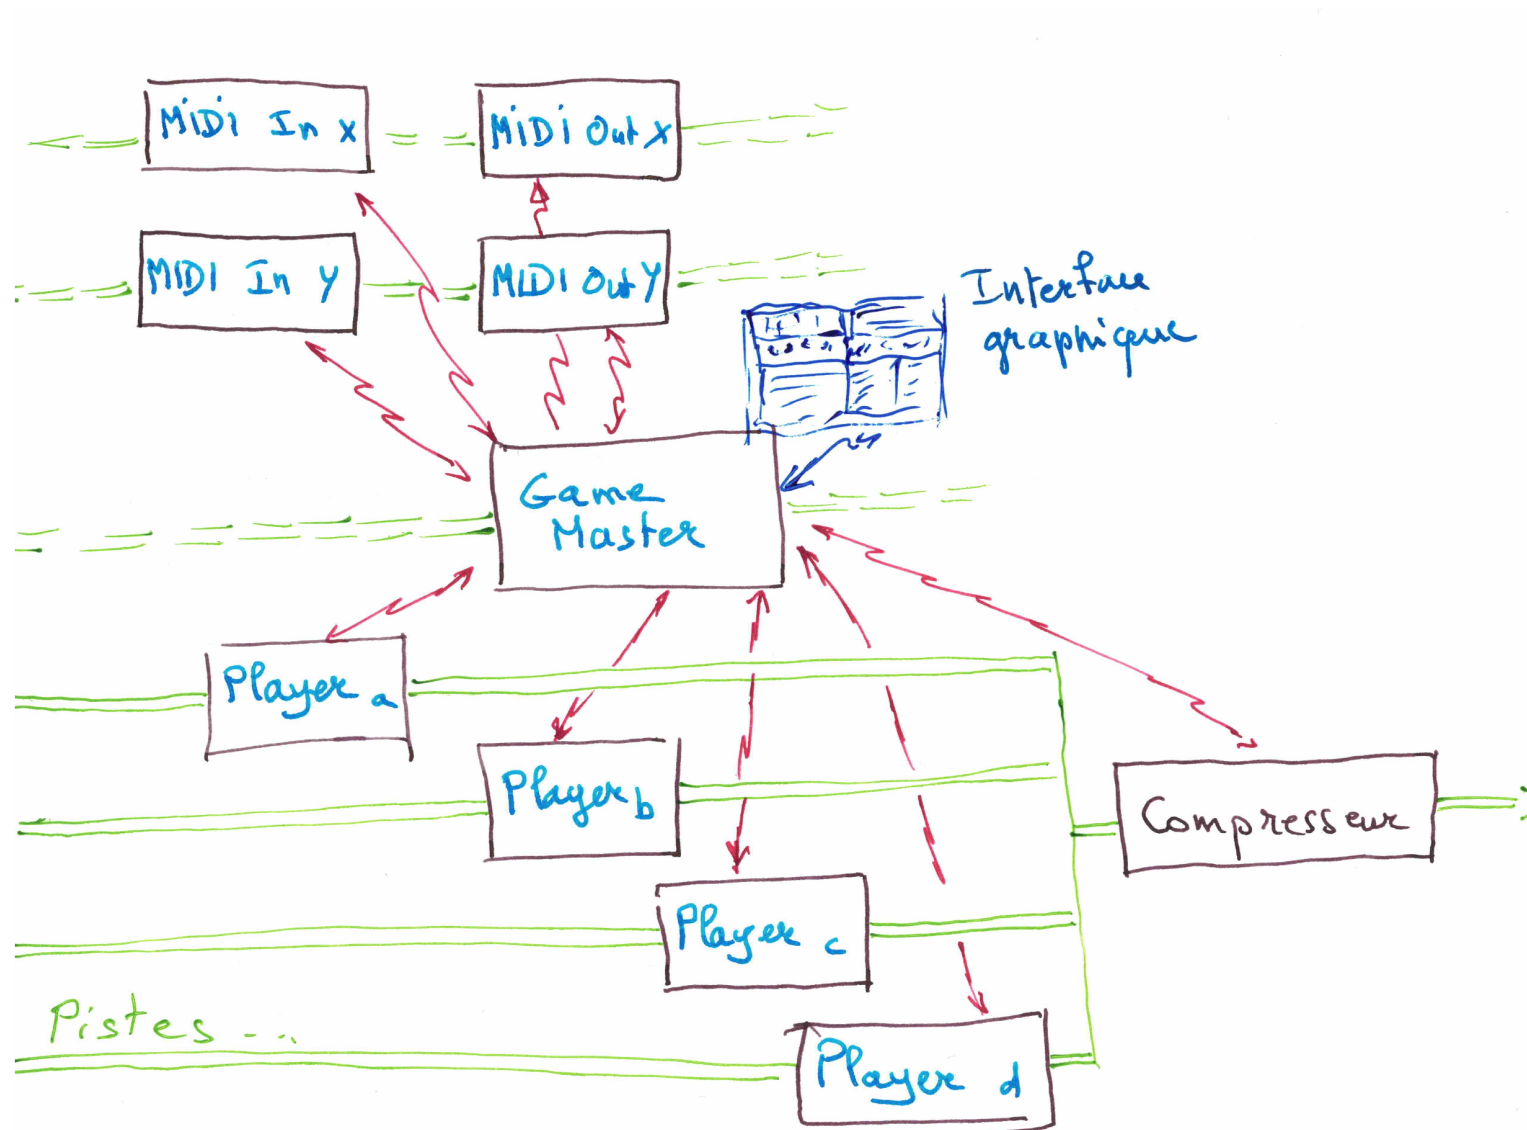 MiDi In x
MiDi Out x
MIDI In y
MIDI Out y
Interface
graphique
Game
Master
Player a
Player b
Compresseur
Player c
Pistes ...
Player d